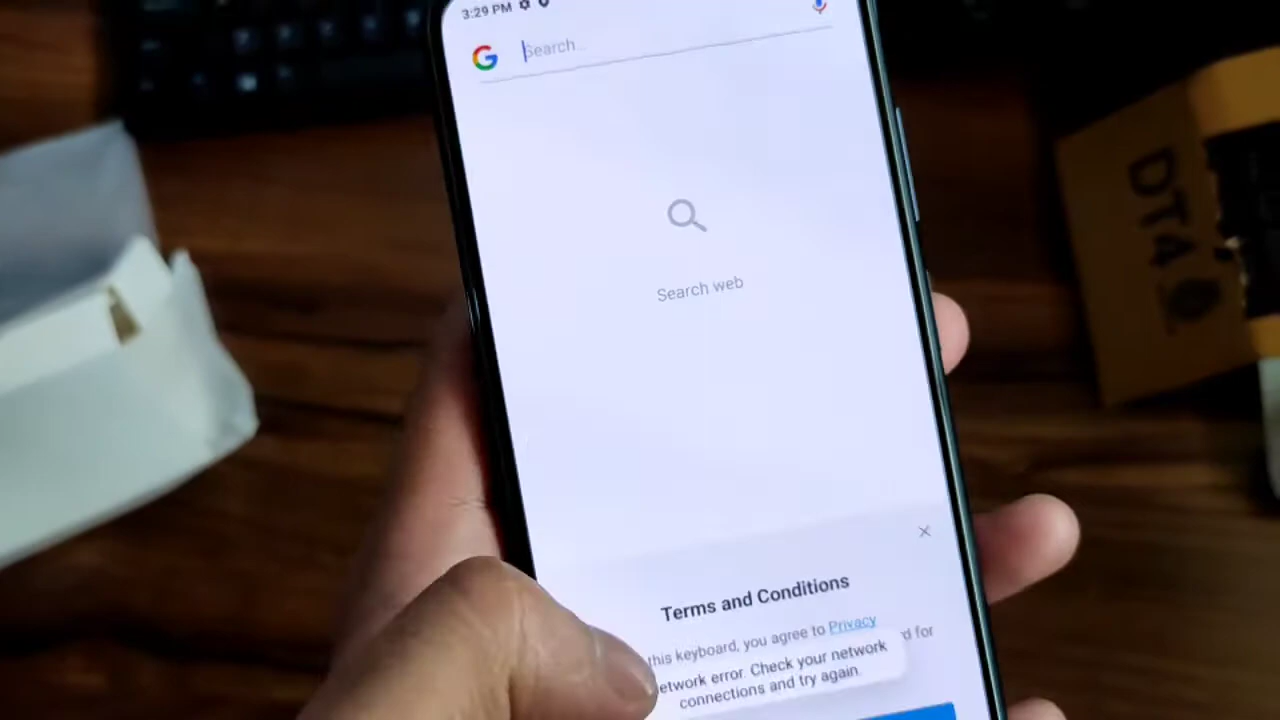 3:29 PM
Search...
Search web
Terms and Conditions
this keyboard, you agree to Privacy
d for
etwork error. Check your network
connections and try again.
DT4